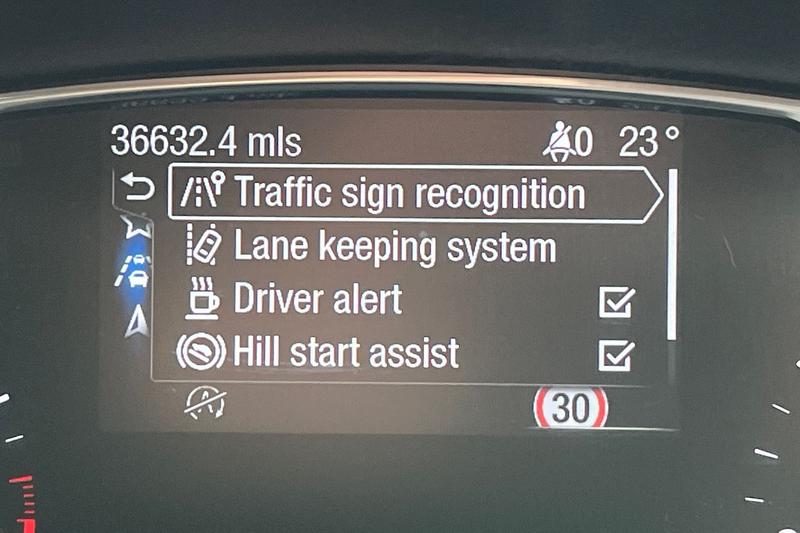 36632.4 mls 0 23°
Traffic sign recognition
Lane keeping system
Driver alert
Hill start assist
30